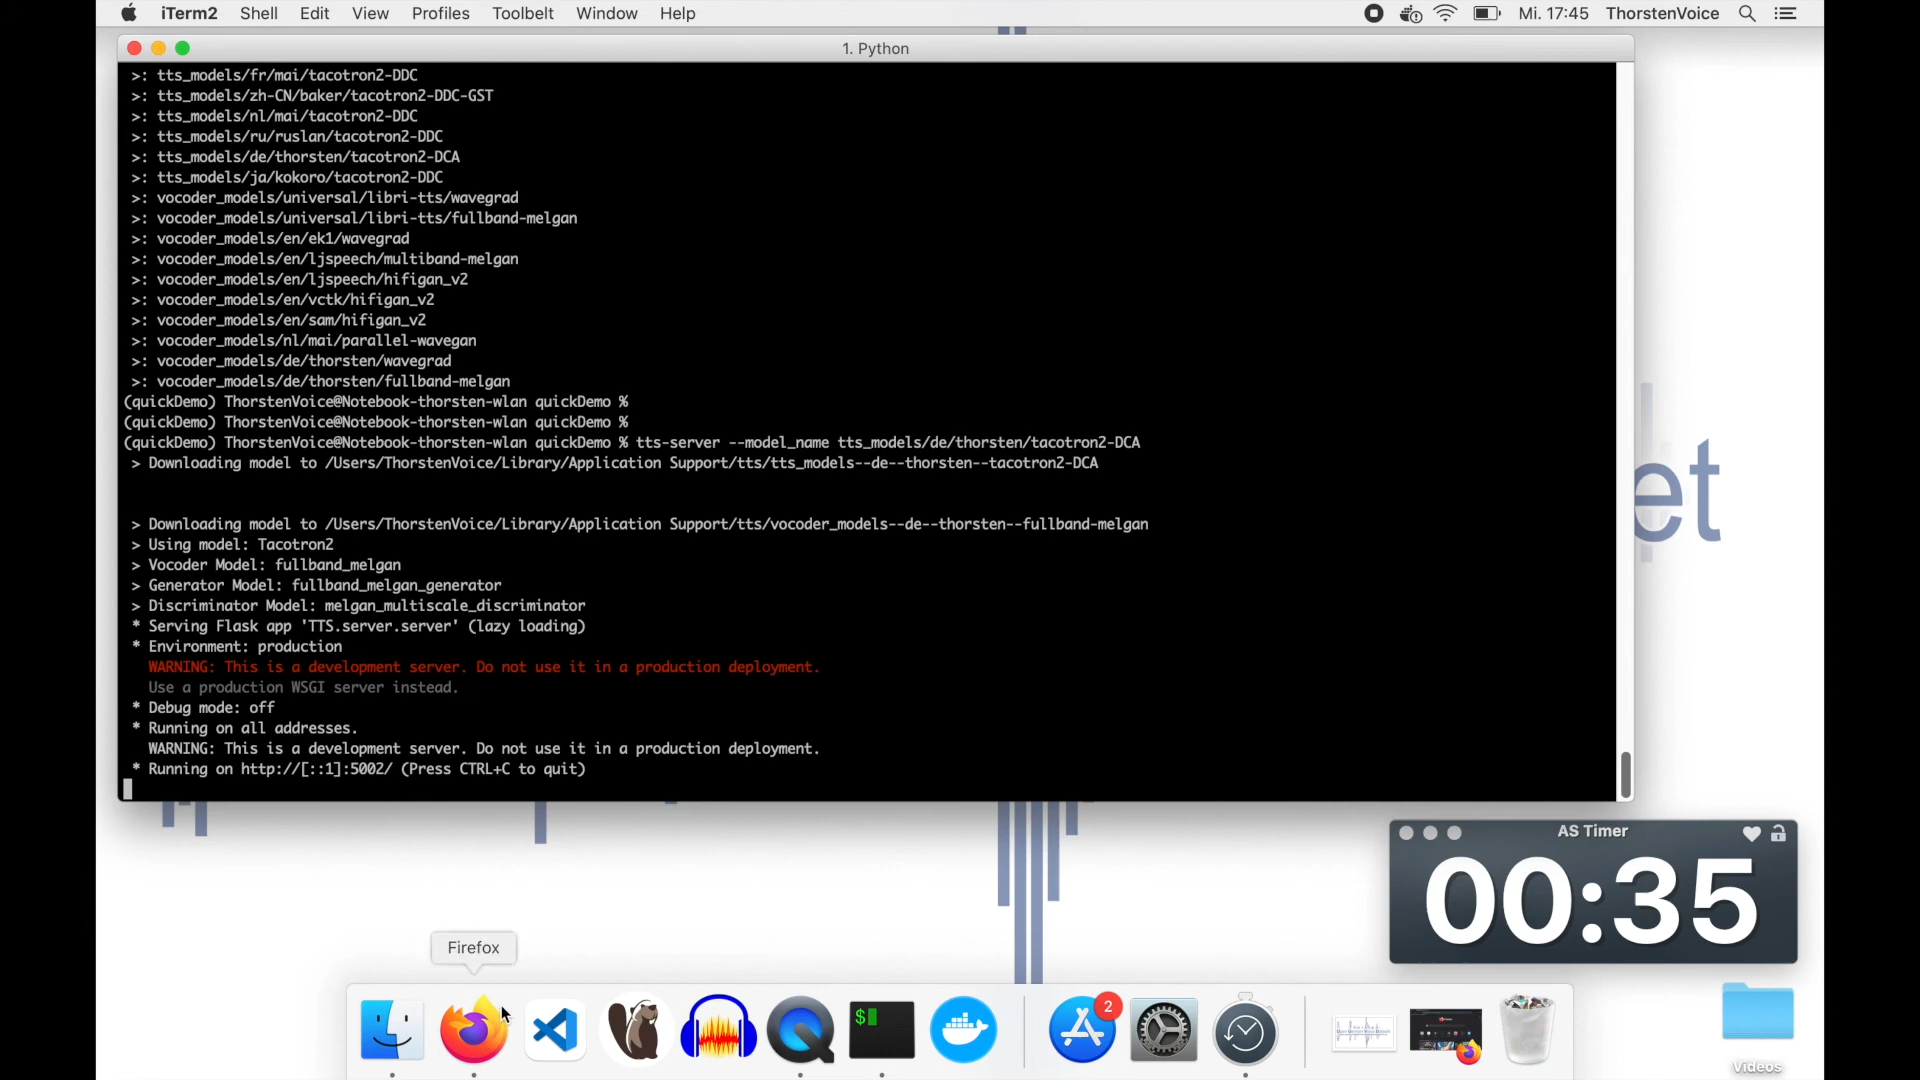 iTerm2 Shell Edit View Profiles Toolbelt Window Help Mi. 17:45 ThorstenVoice
1. Python
>: tts_models/fr/mai/tacotron2-DDC
>: tts_models/zh-CN/baker/tacotron2-DDC-GST
>: tts_models/nl/mai/tacotron2-DDC
>: tts_models/ru/ruslan/tacotron2-DDC
>: tts_models/de/thorsten/tacotron2-DCA
>: tts_models/ja/kokoro/tacotron2-DDC
>: vocoder_models/universal/libri-tts/wavegrad
>: vocoder_models/universal/libri-tts/fullband-melgan
>: vocoder_models/en/ek1/wavegrad
>: vocoder_models/en/ljspeech/multiband-melgan
>: vocoder_models/en/ljspeech/hifigan_v2
>: vocoder_models/en/vctk/hifigan_v2
>: vocoder_models/en/sam/hifigan_v2
>: vocoder_models/nl/mai/parallel-wavegan
>: vocoder_models/de/thorsten/wavegrad
>: vocoder_models/de/thorsten/fullband-melgan
(quickDemo) ThorstenVoice@Notebook-thorsten-wlan quickDemo %
(quickDemo) ThorstenVoice@Notebook-thorsten-wlan quickDemo %
(quickDemo) ThorstenVoice@Notebook-thorsten-wlan quickDemo % tts-server --model_name tts_models/de/thorsten/tacotron2-DCA
> Downloading model to /Users/ThorstenVoice/Library/Application Support/tts/tts_models--de--thorsten--tacotron2-DCA
> Downloading model to /Users/ThorstenVoice/Library/Application Support/tts/vocoder_models--de--thorsten--fullband-melgan
> Using model: Tacotron2
> Vocoder Model: fullband_melgan
> Generator Model: fullband_melgan_generator
> Discriminator Model: melgan_multiscale_discriminator
* Serving Flask app 'TTS.server.server' (lazy loading)
* Environment: production
WARNING: This is a development server. Do not use it in a production deployment.
Use a production WSGI server instead.
* Debug mode: off
* Running on all addresses.
WARNING: This is a development server. Do not use it in a production deployment.
* Running on http://[::1]:5002/ (Press CTRL+C to quit)
et
AS Timer
00:35
Firefox
$
2
Videos